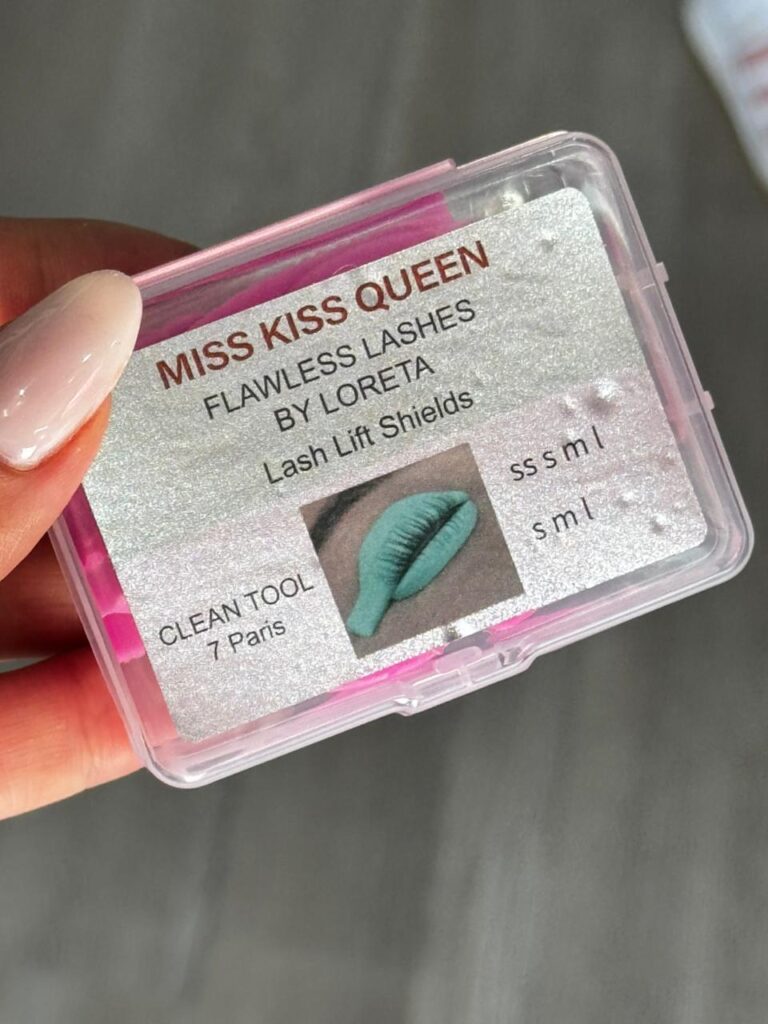 MISS KISS QUEEN
FLAWLESS LASHES
BY LORETA
Lash Lift Shields
ss s m l
s m l
CLEAN TOOL
7 Paris